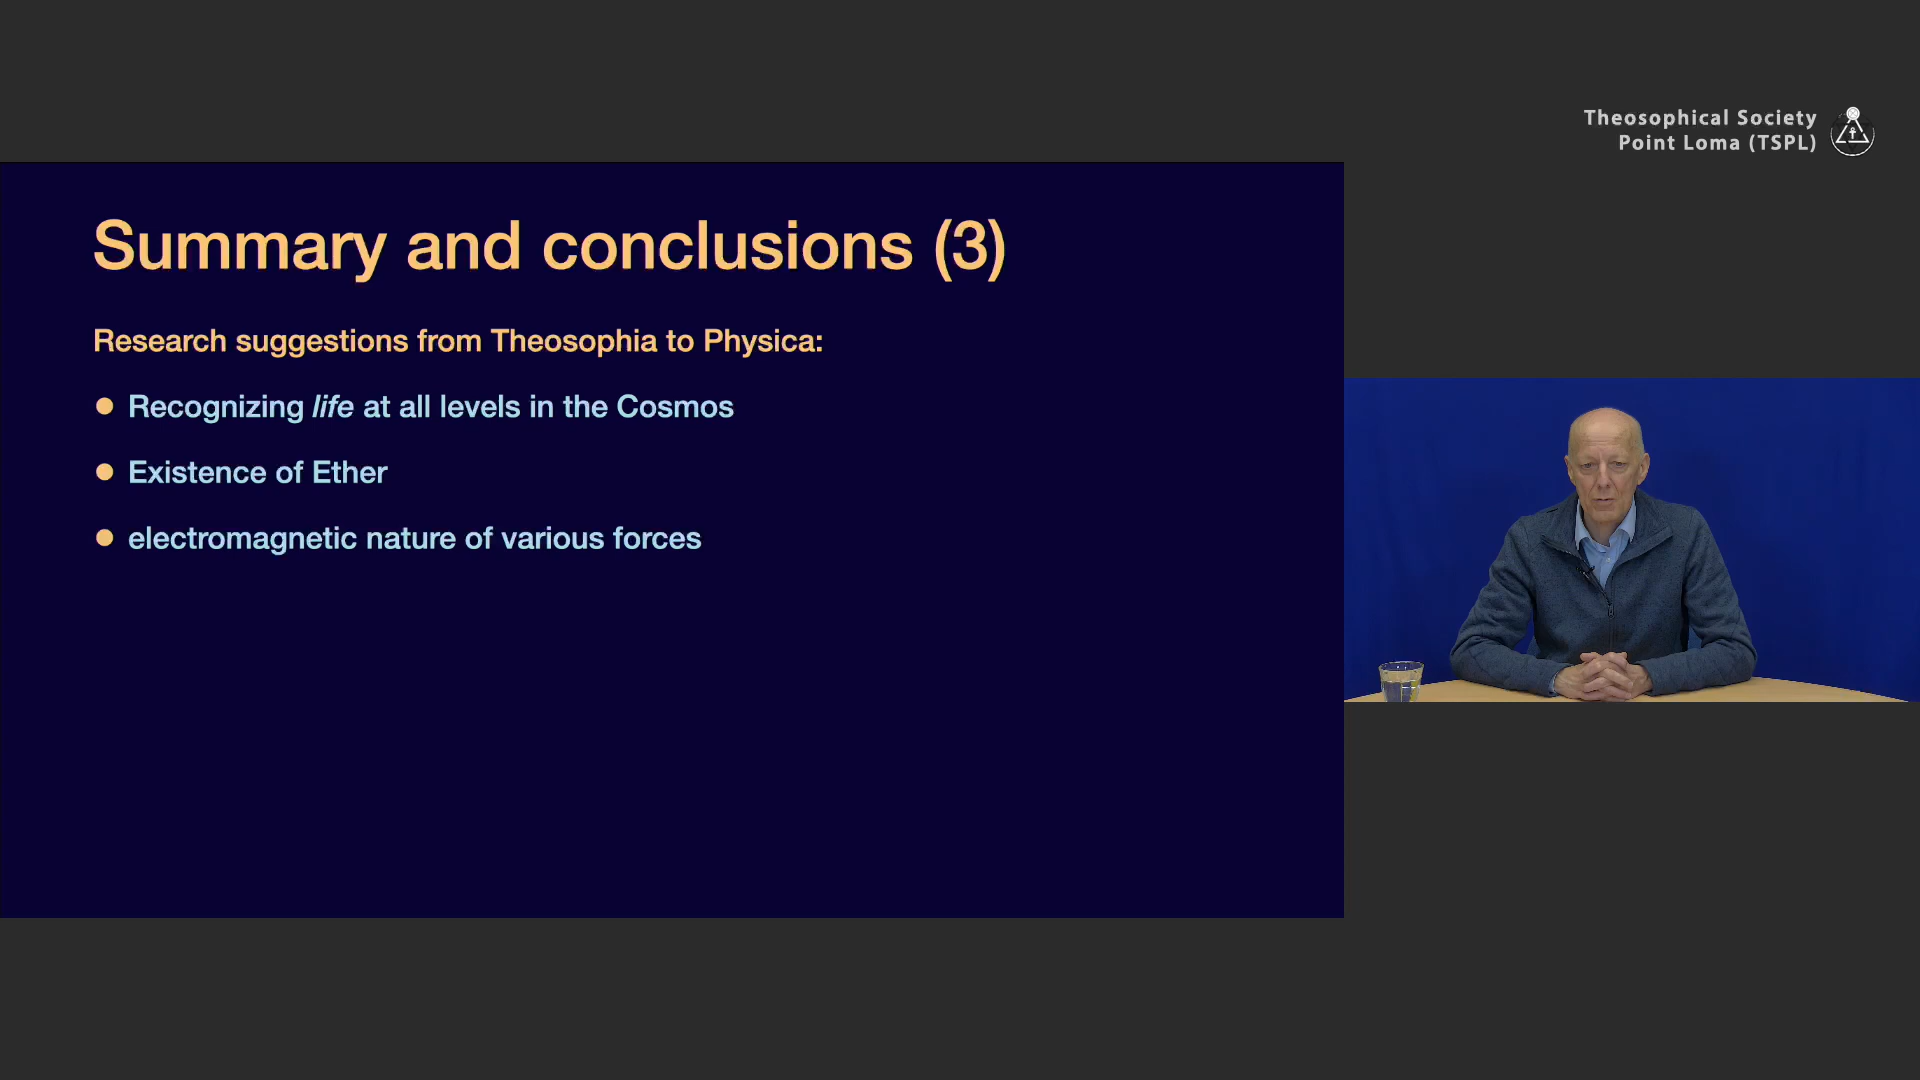 Theosophical Society
Point Loma (TSPL)
Summary and conclusions (3)
Research suggestions from Theosophia to Physica:
Recognizing life at all levels in the Cosmos
Existence of Ether
electromagnetic nature of various forces